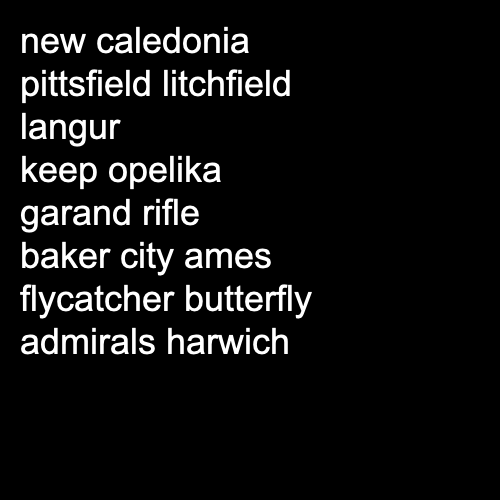 new caledonia
pittsfield litchfield
langur
keep opelika
garand rifle
baker city ames
flycatcher butterfly
admirals harwich